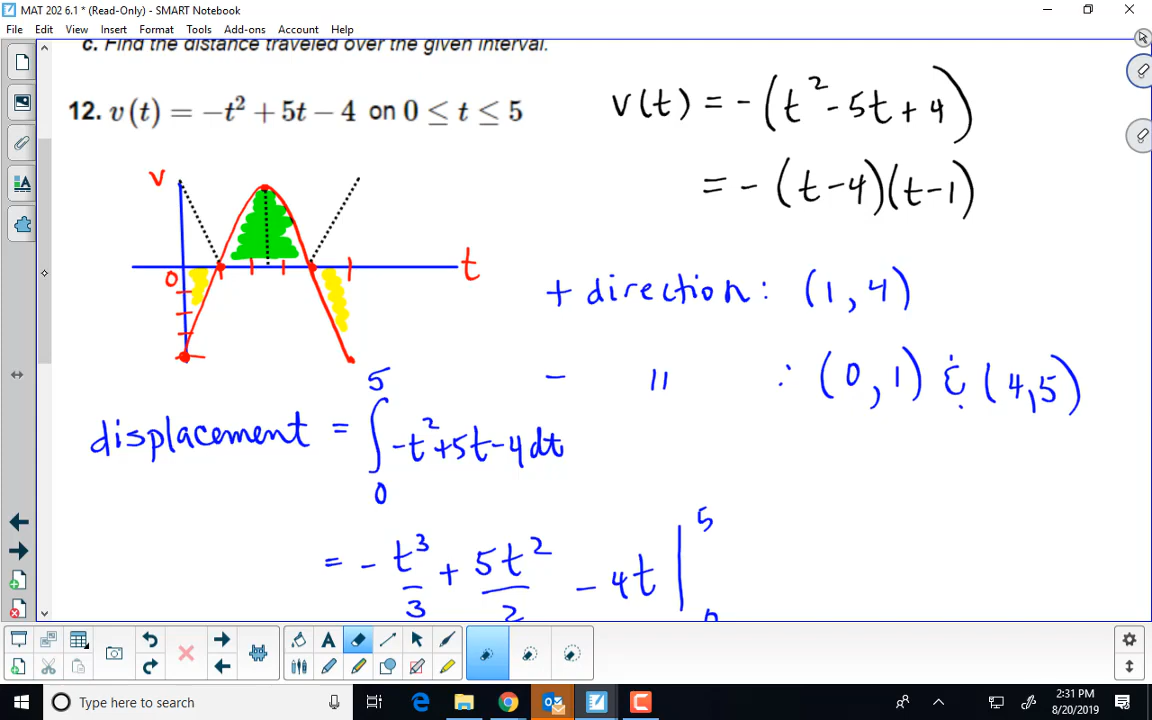 MAT 202 6.1 * (Read-Only) - SMART Notebook
File Edit View Insert Format Tools Add-ons Account Help
c. Find the distance traveled over the given interval.
12. v(t) = −t² + 5t − 4 on 0 ≤ t ≤ 5
v(t) = -(t² - 5t + 4)
= -(t-4)(t-1)
v
0
t
+ direction: (1, 4)
- " : (0, 1) & (4, 5)
displacement = ∫₀⁵ -t² + 5t - 4 dt
= - t³/3 + 5t²/2 - 4t |₀⁵
A
Type here to search
2:31 PM
8/20/2019